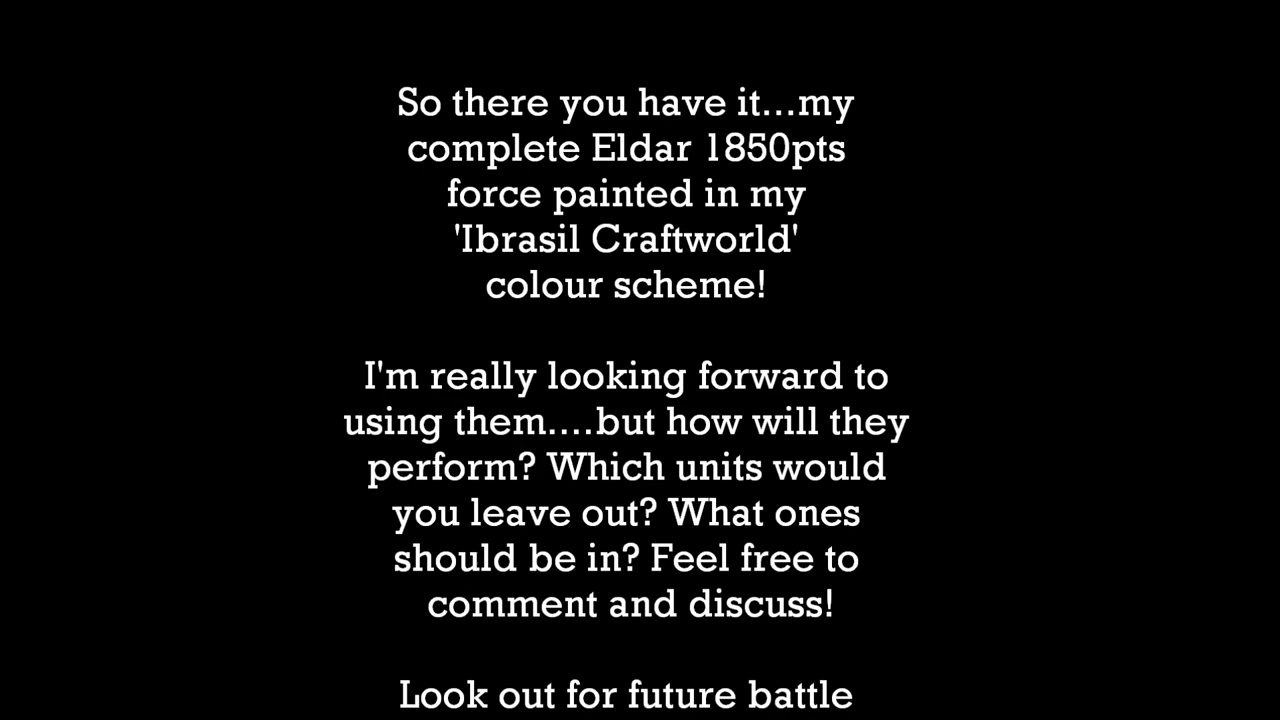 So there you have it...my
complete Eldar 1850pts
force painted in my
'Ibrasil Craftworld'
colour scheme!
I'm really looking forward to
using them....but how will they
perform? Which units would
you leave out? What ones
should be in? Feel free to
comment and discuss!
Look out for future battle